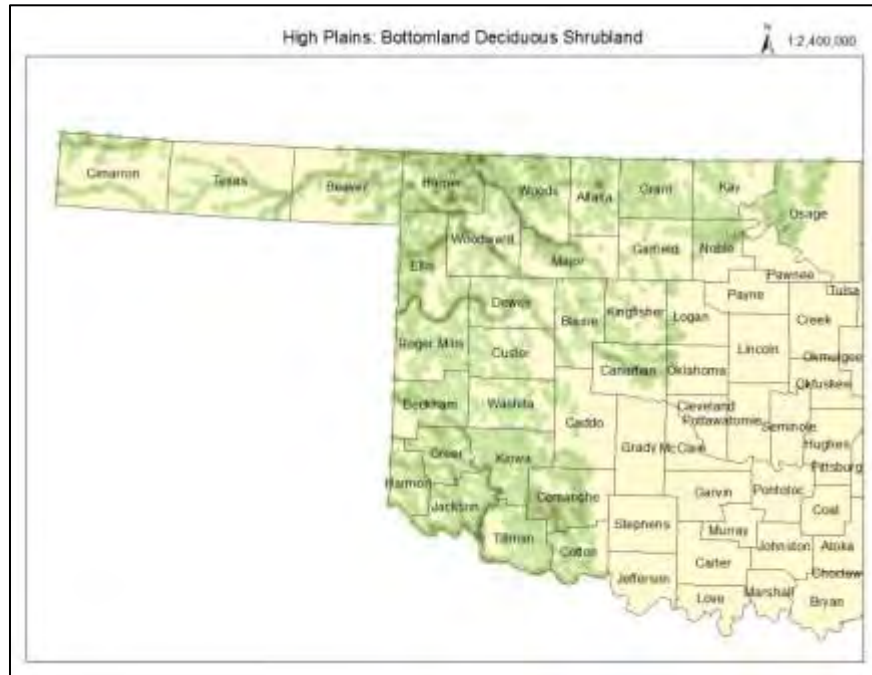 High Plains: Bottomland Deciduous Shrubland
N
1:2,400,000
Cimarron
Texas
Beaver
Harper
Woods
Alfalfa
Grant
Kay
Osage
Woodward
Ellis
Major
Garfield
Noble
Pawnee
Dewey
Blaine
Kingfisher
Logan
Payne
Tulsa
Creek
Roger Mills
Custer
Canadian
Oklahoma
Lincoln
Okmulgee
Okfuskee
Beckham
Washita
Caddo
Cleveland
Pottawatomie
Seminole
Greer
Kiowa
Grady
McClain
Hughes
Pittsburg
Harmon
Jackson
Comanche
Garvin
Pontotoc
Coal
Tillman
Cotton
Stephens
Murray
Johnston
Atoka
Jefferson
Carter
Choctaw
Love
Marshall
Bryan